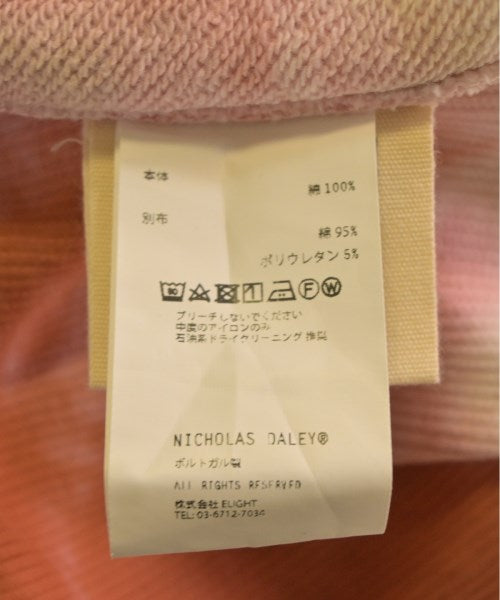 本体
綿 100%
別布
綿 95%
ポリウレタン 5%
ブリーチしないでください
中度のアイロンのみ
石油系ドライクリーニング 推奨
NICHOLAS DALEY®
ポルトガル製
ALL RIGHTS RESERVED
株式会社 ELIGHT
TEL: 03-6712-7034